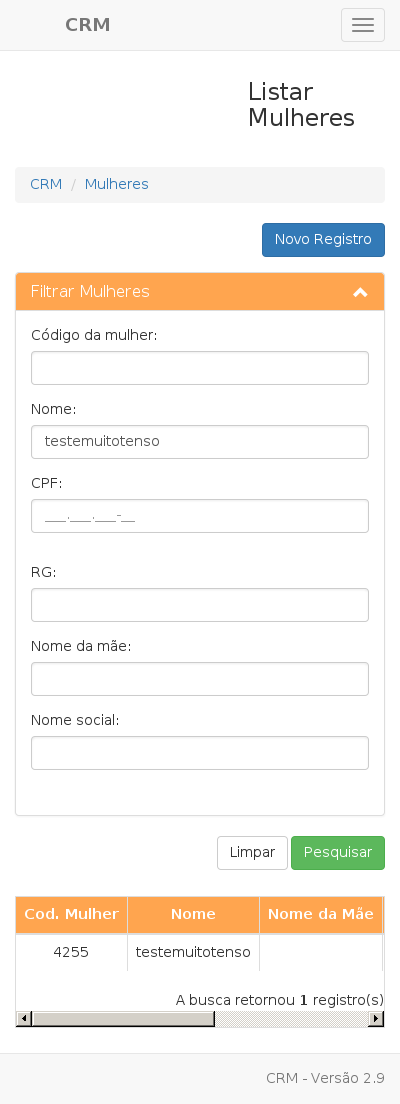 CRM
Listar
Mulheres
CRM / Mulheres
Novo Registro
Filtrar Mulheres
Código da mulher:
Nome:
testemuitotenso
CPF:
___.___.___-__
RG:
Nome da mãe:
Nome social:
Limpar Pesquisar
Cod. Mulher Nome Nome da Mãe
4255 testemuitotenso
A busca retornou 1 registro(s)
CRM - Versão 2.9